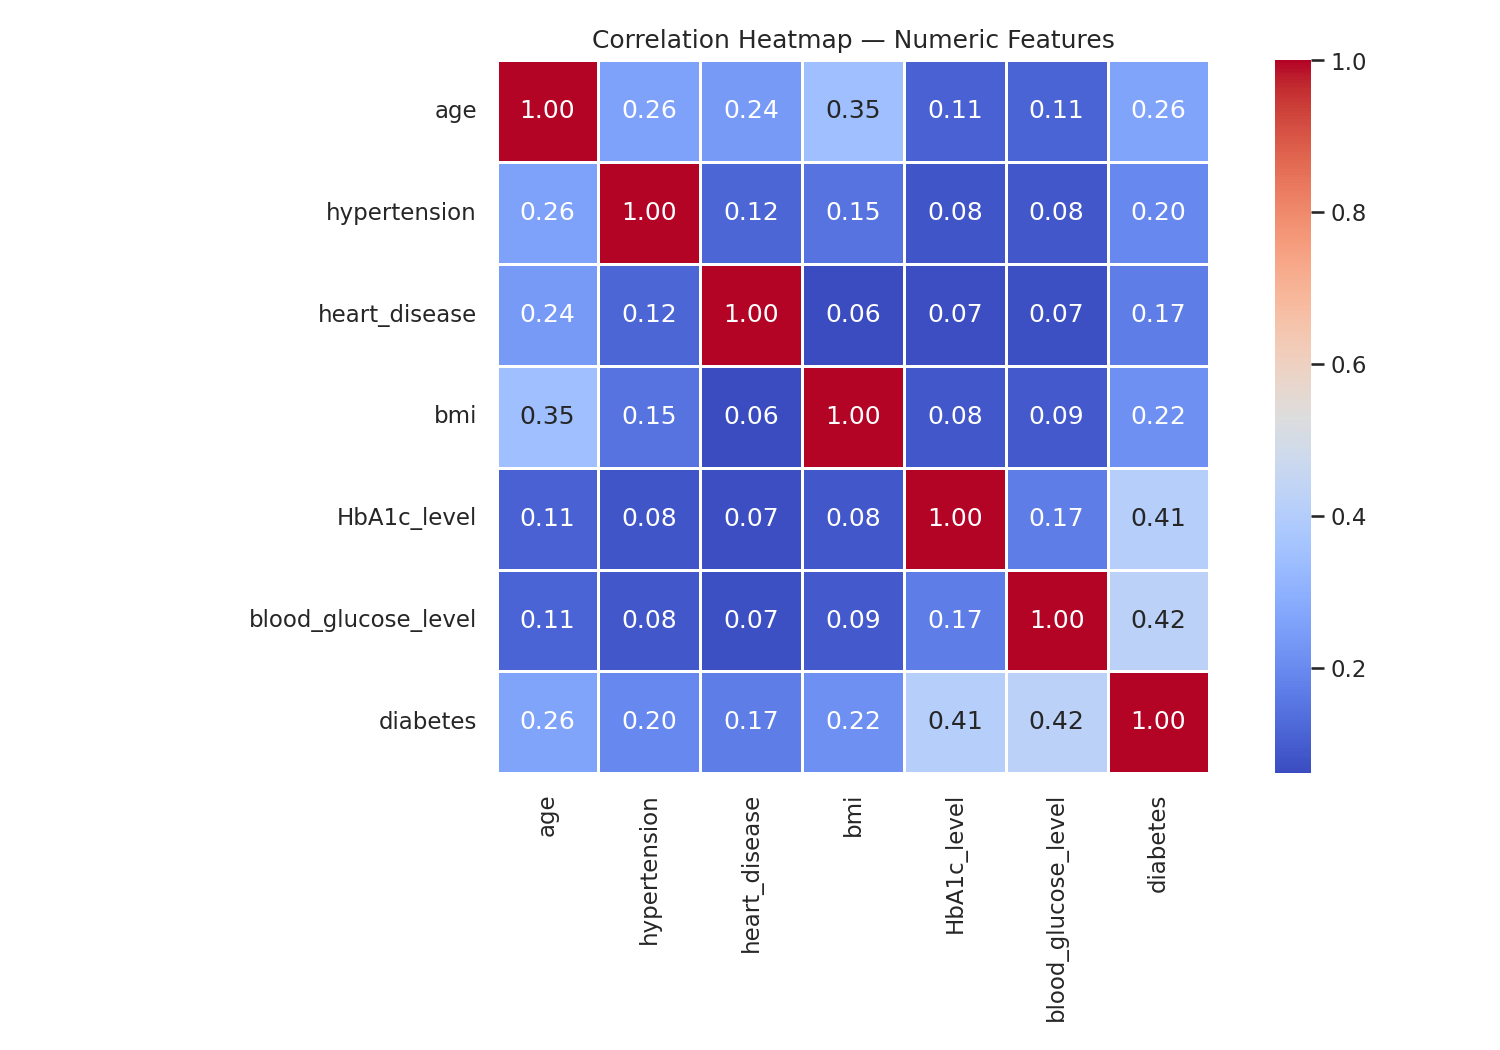 Correlation Heatmap — Numeric Features
age 1.00 0.26 0.24 0.35 0.11 0.11 0.26
hypertension 0.26 1.00 0.12 0.15 0.08 0.08 0.20
heart_disease 0.24 0.12 1.00 0.06 0.07 0.07 0.17
bmi 0.35 0.15 0.06 1.00 0.08 0.09 0.22
HbA1c_level 0.11 0.08 0.07 0.08 1.00 0.17 0.41
blood_glucose_level 0.11 0.08 0.07 0.09 0.17 1.00 0.42
diabetes 0.26 0.20 0.17 0.22 0.41 0.42 1.00
age
hypertension
heart_disease
bmi
HbA1c_level
blood_glucose_level
diabetes
1.0
0.8
0.6
0.4
0.2